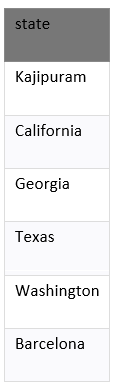 state
Kajipuram
California
Georgia
Texas
Washington
Barcelona